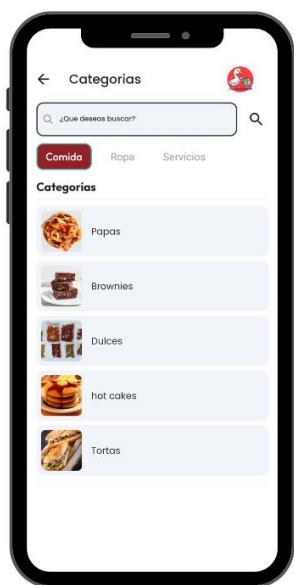 Categorias
¿Que deseas buscar?
Comida Ropa Servicios
Categorias
Papas
Brownies
Dulces
hot cakes
Tortas